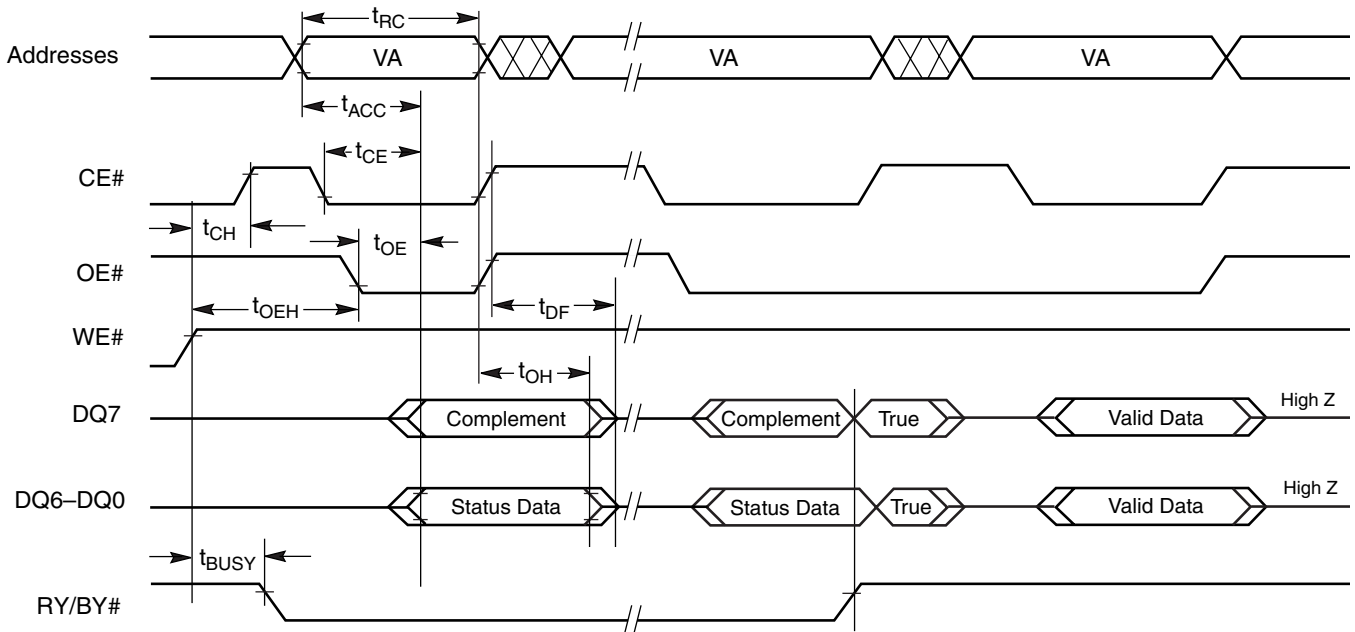 tRC
Addresses VA VA VA
tACC
tCE
CE#
tCH tOE
OE#
tOEH tDF
WE#
tOH
DQ7 Complement Complement True Valid Data High Z
DQ6–DQ0 Status Data Status Data True Valid Data High Z
tBUSY
RY/BY#